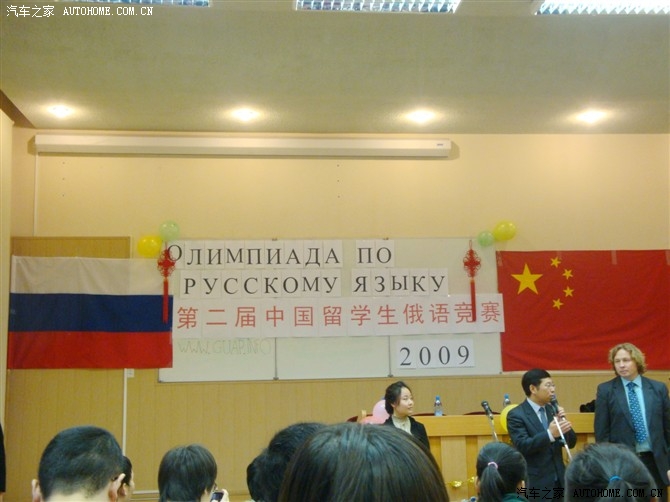 汽车之家 AUTOHOME.COM.CN
汽车之家 AUTOHOME.COM.CN
ОЛИМПИАДА ПО
РУССКОМУ ЯЗЫКУ
第二届中国留学生俄语竞赛
2009